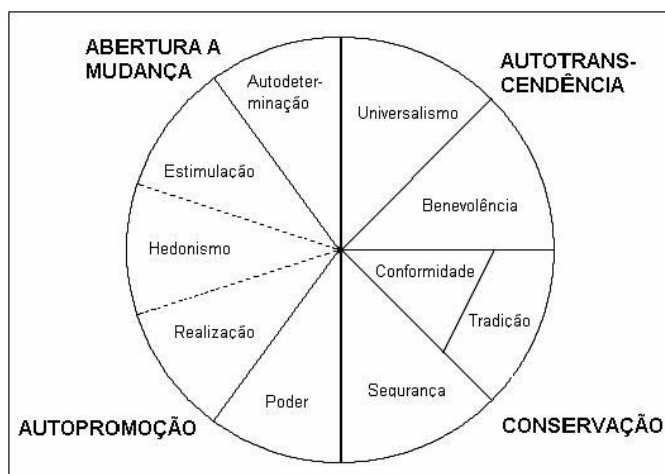 ABERTURA A
MUDANÇA
AUTOTRANS-
CENDÊNCIA
Autodeter-
minação
Universalismo
Estimulação
Benevolência
Hedonismo
Conformidade
Tradição
Realização
Segurança
Poder
AUTOPROMOÇÃO
CONSERVAÇÃO